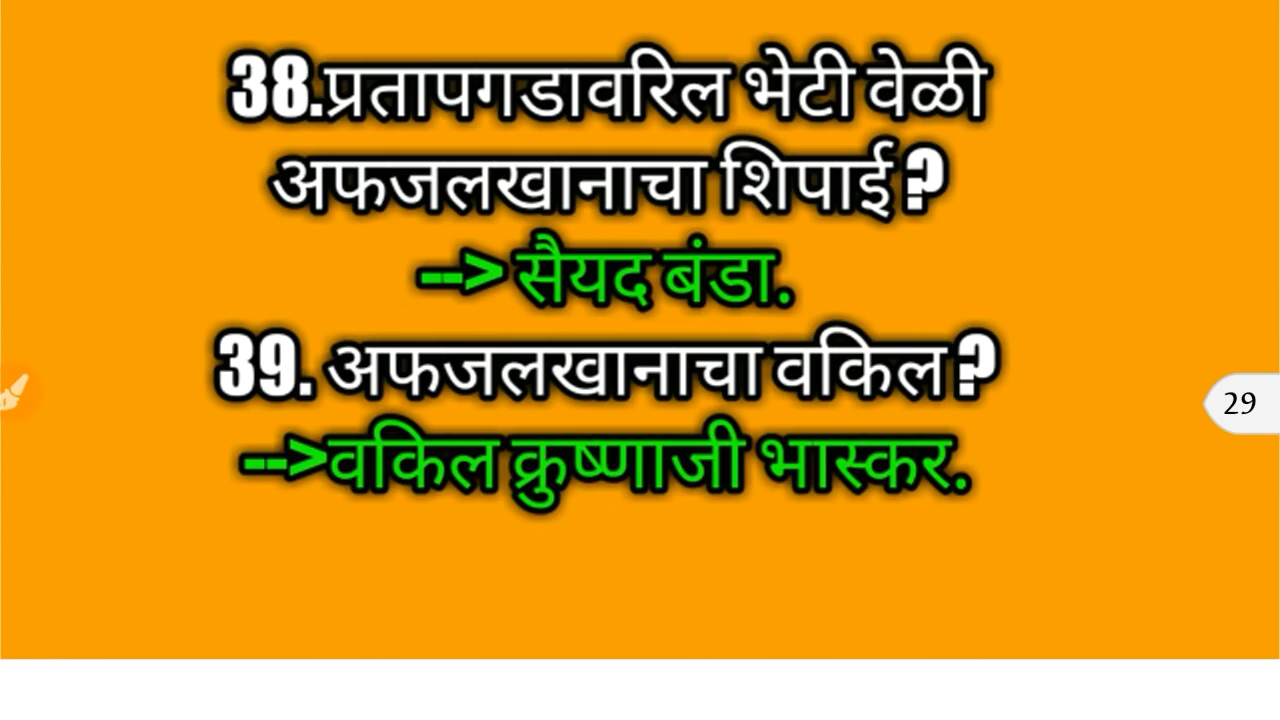 38.प्रतापगडावरिल भेटी वेळी
अफजलखानाचा शिपाई ?
--> सैयद बंडा.
39. अफजलखानाचा वकिल ?
-->वकिल क्रुष्णाजी भास्कर.
29